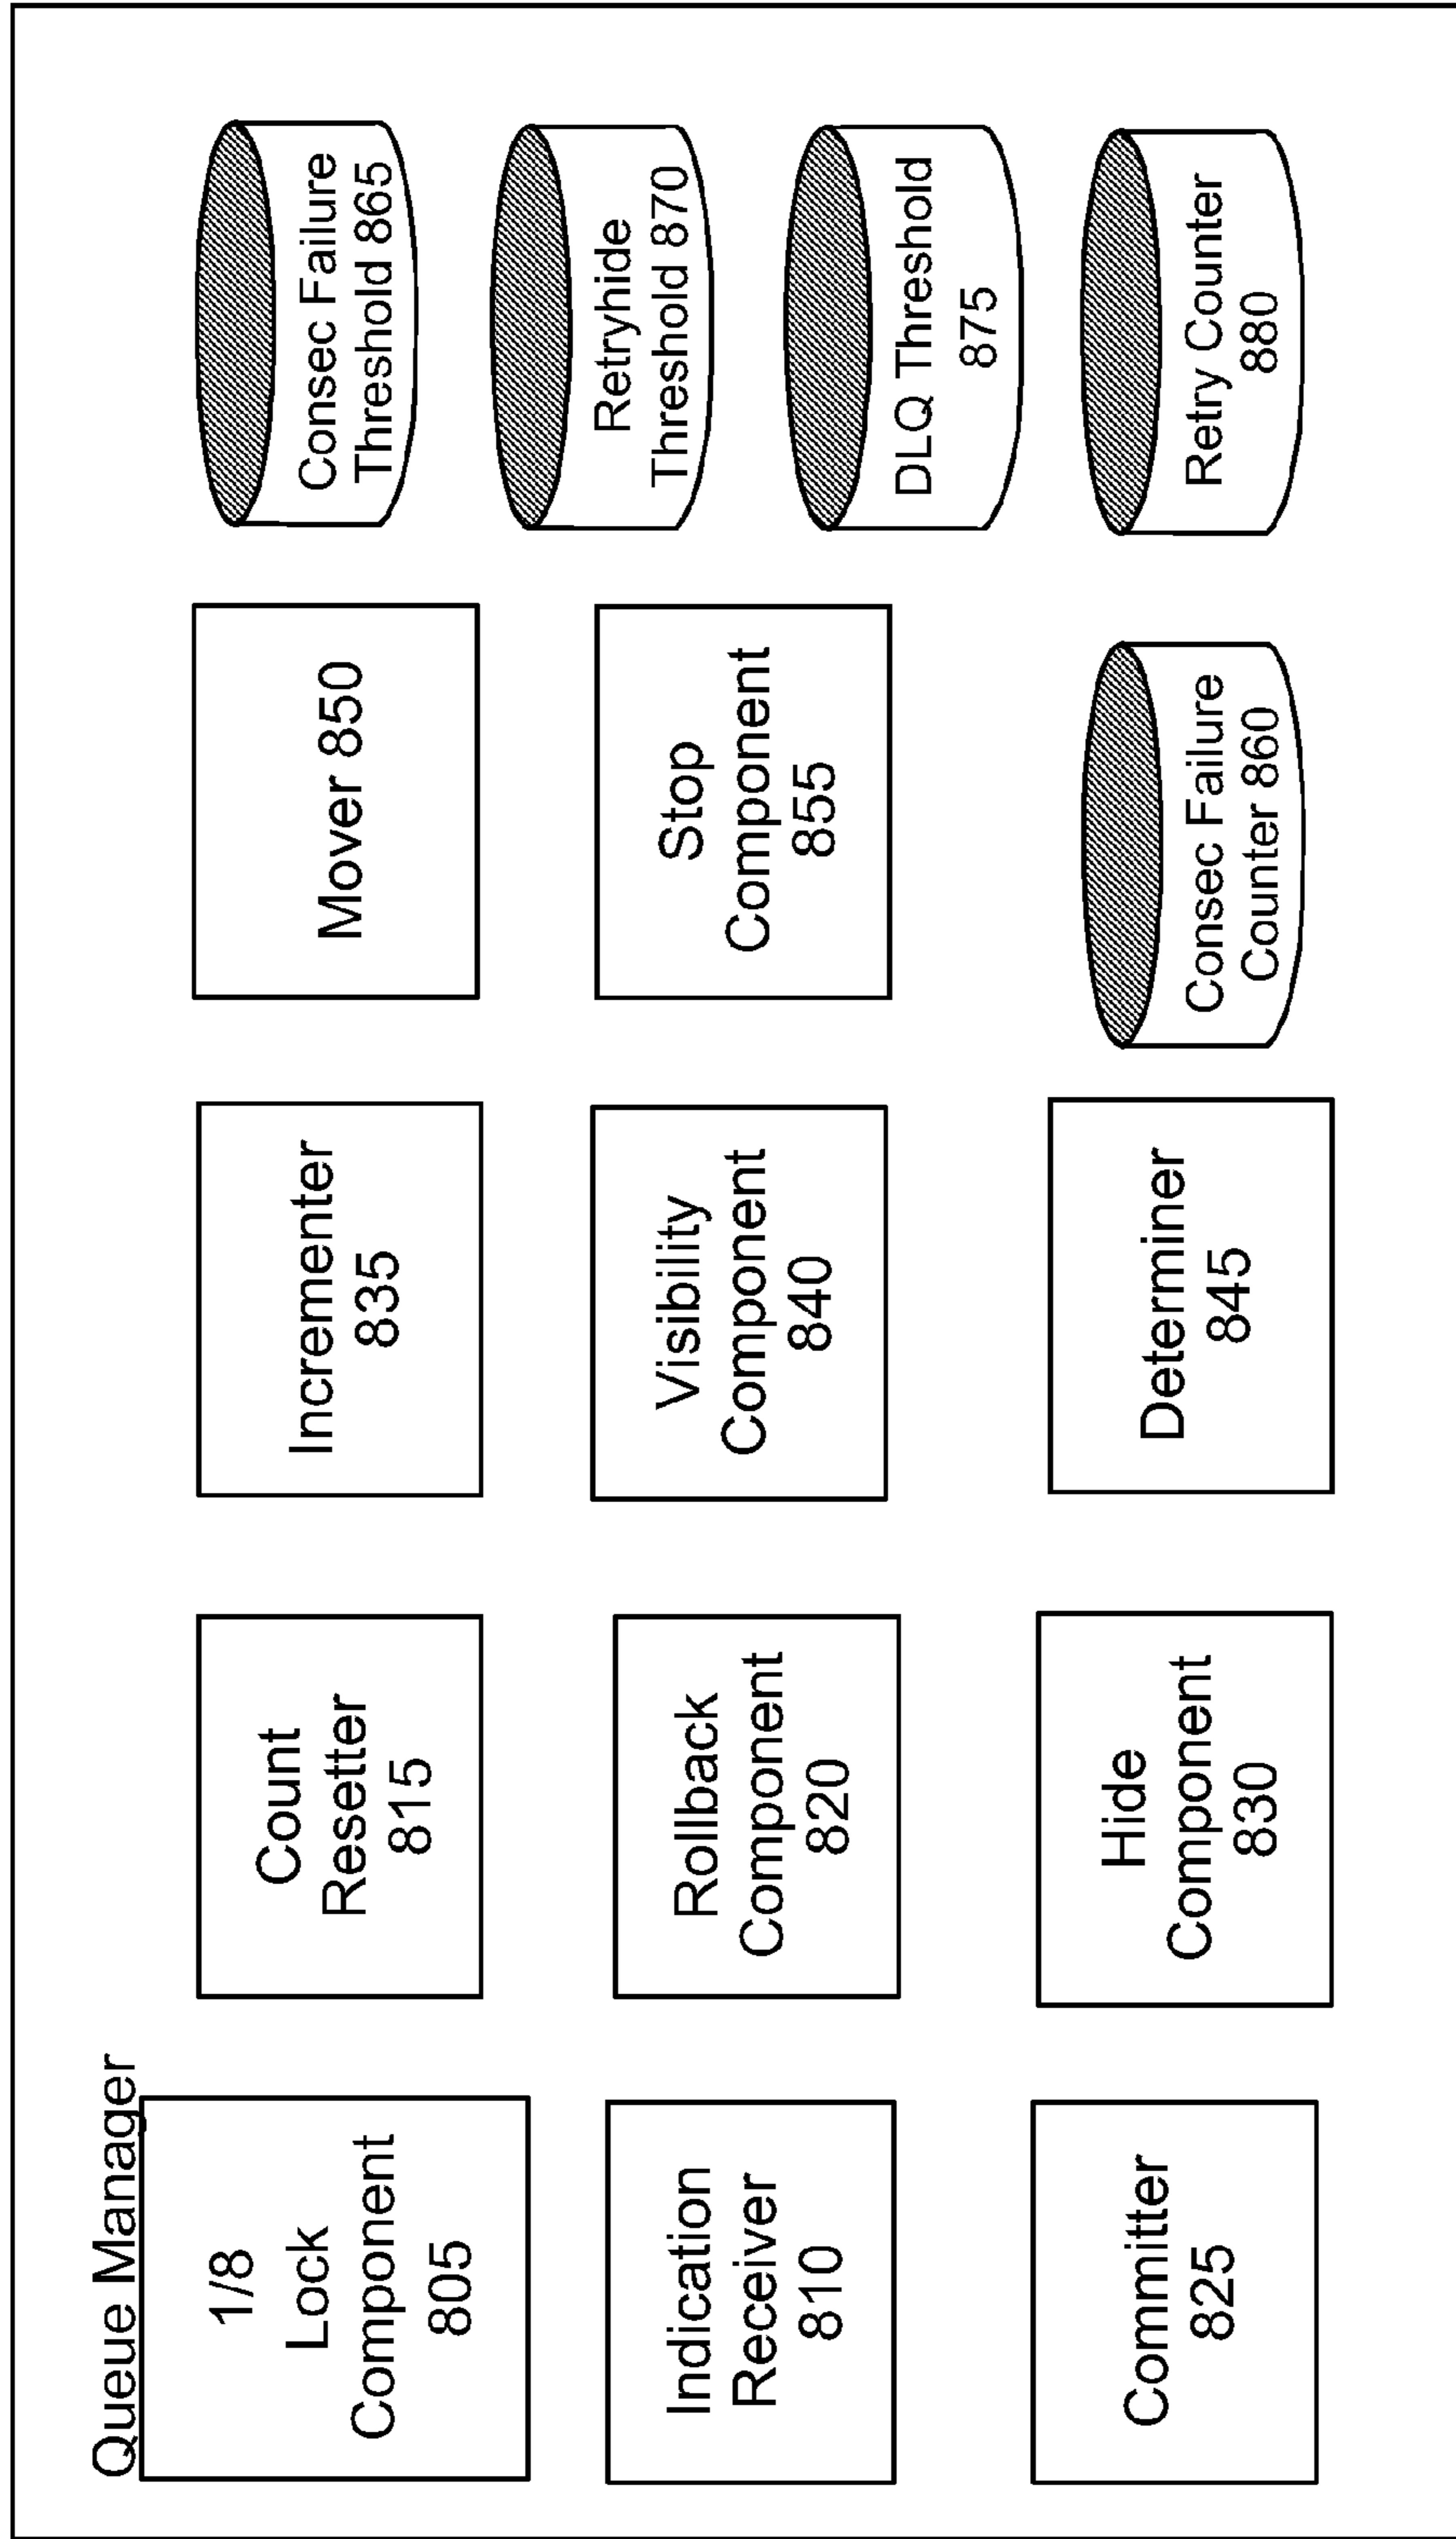 Queue Manager
1/8
Lock
Component
805
Count
Resetter
815
Incrementer
835
Mover 850
Consec Failure
Threshold 865
Indication
Receiver
810
Rollback
Component
820
Visibility
Component
840
Stop
Component
855
Retryhide
Threshold 870
DLQ Threshold
875
Committer
825
Hide
Component
830
Determiner
845
Consec Failure
Counter 860
Retry Counter
880